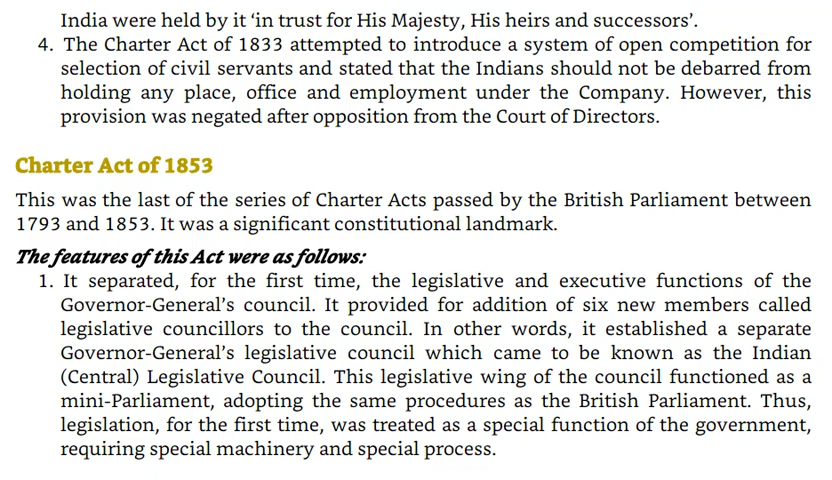 India were held by it ‘in trust for His Majesty, His heirs and successors’.
4. The Charter Act of 1833 attempted to introduce a system of open competition for
selection of civil servants and stated that the Indians should not be debarred from
holding any place, office and employment under the Company. However, this
provision was negated after opposition from the Court of Directors.
Charter Act of 1853
This was the last of the series of Charter Acts passed by the British Parliament between
1793 and 1853. It was a significant constitutional landmark.
The features of this Act were as follows:
1. It separated, for the first time, the legislative and executive functions of the
Governor-General’s council. It provided for addition of six new members called
legislative councillors to the council. In other words, it established a separate
Governor-General’s legislative council which came to be known as the Indian
(Central) Legislative Council. This legislative wing of the council functioned as a
mini-Parliament, adopting the same procedures as the British Parliament. Thus,
legislation, for the first time, was treated as a special function of the government,
requiring special machinery and special process.